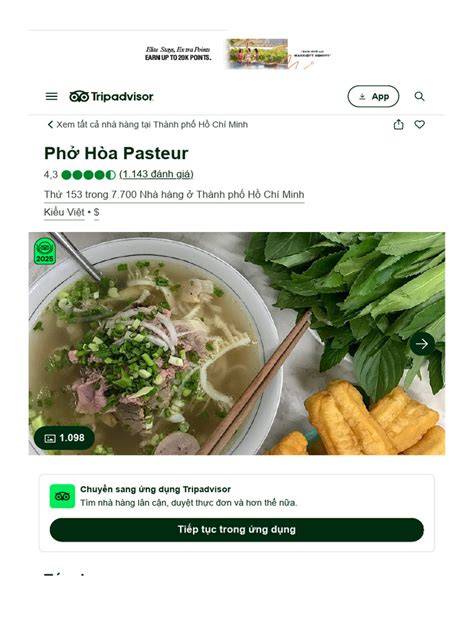 Elite Stays, Extra Points
EARN UP TO 20K POINTS.
Tripadvisor
App
Xem tất cả nhà hàng tại Thành phố Hồ Chí Minh
Phở Hòa Pasteur
4,3 (1.143 đánh giá)
Thứ 153 trong 7.700 Nhà hàng ở Thành phố Hồ Chí Minh
Kiểu Việt • $
2025
1.098
Chuyển sang ứng dụng Tripadvisor
Tìm nhà hàng lân cận, duyệt thực đơn và hơn thế nữa.
Tiếp tục trong ứng dụng